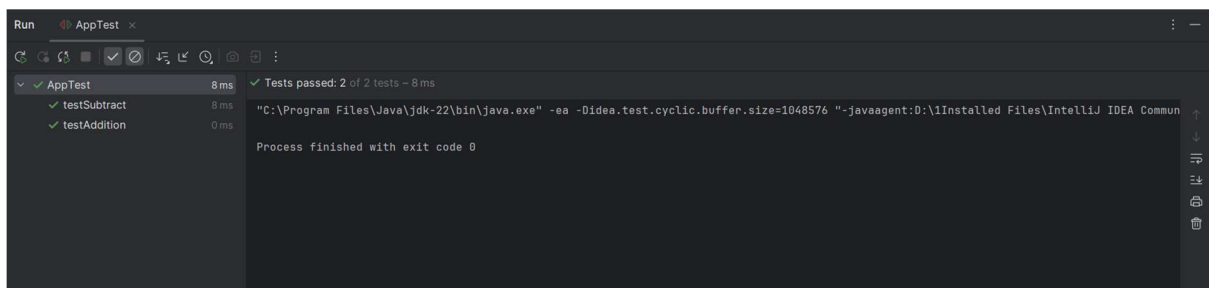 Run AppTest
AppTest 8 ms
testSubtract 8 ms
testAddition 0 ms
Tests passed: 2 of 2 tests – 8 ms
"C:\Program Files\Java\jdk-22\bin\java.exe" -ea -Didea.test.cyclic.buffer.size=1048576 "-javaagent:D:\1Installed Files\IntelliJ IDEA Commun
Process finished with exit code 0